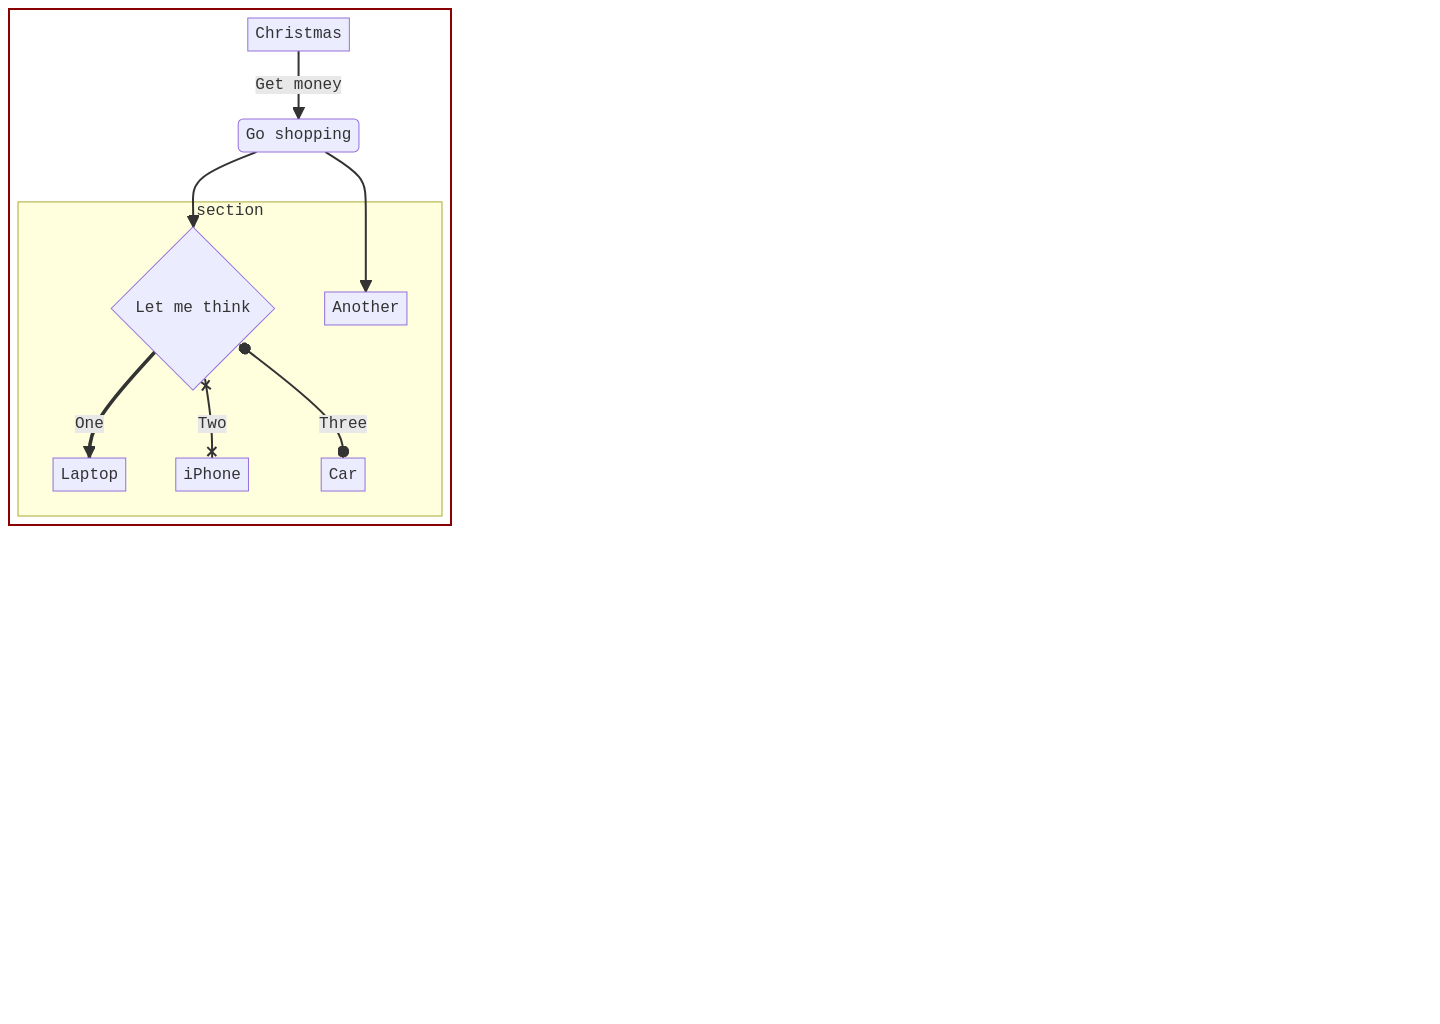 Christmas
Get money
Go shopping
section
Let me think
Another
One
Two
Three
Laptop
iPhone
Car